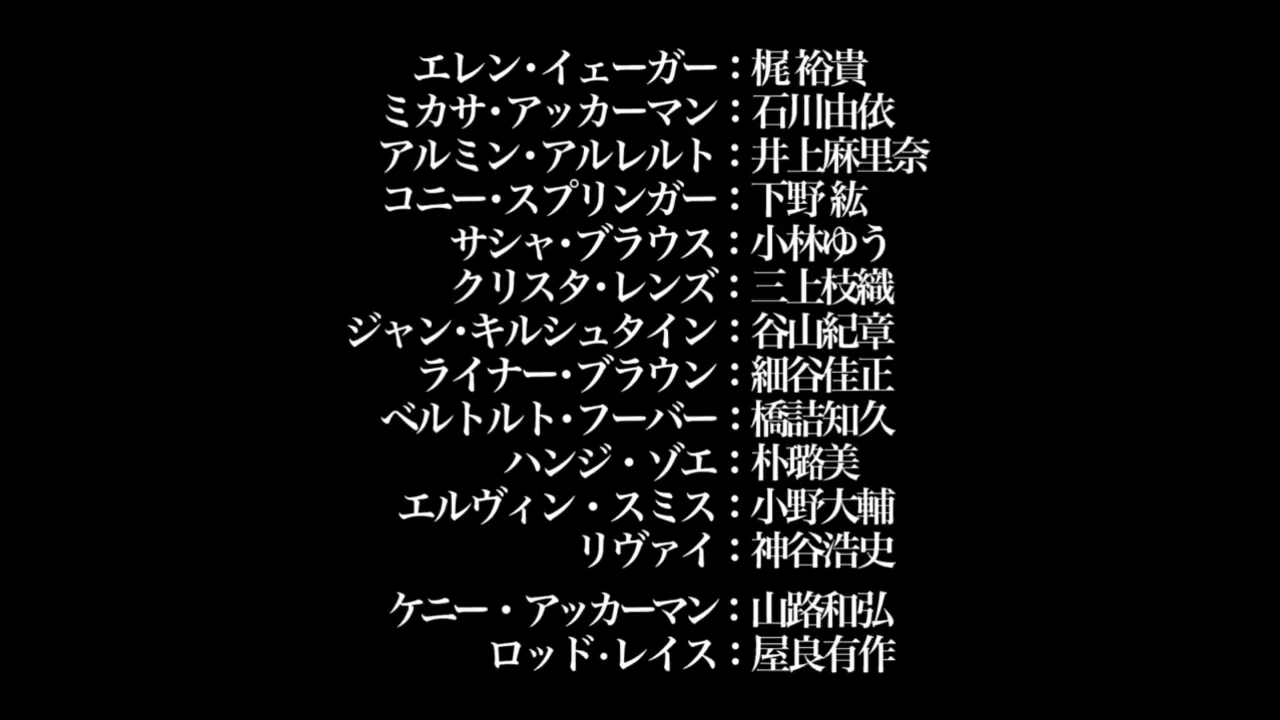 エレン・イェーガー：梶 裕貴
ミカサ・アッカーマン：石川由依
アルミン・アルレルト：井上麻里奈
コニー・スプリンガー：下野 紘
サシャ・ブラウス：小林ゆう
クリスタ・レンズ：三上枝織
ジャン・キルシュタイン：谷山紀章
ライナー・ブラウン：細谷佳正
ベルトルト・フーバー：橋詰知久
ハンジ・ゾエ：朴璐美
エルヴィン・スミス：小野大輔
リヴァイ：神谷浩史
ケニー・アッカーマン：山路和弘
ロッド・レイス：屋良有作